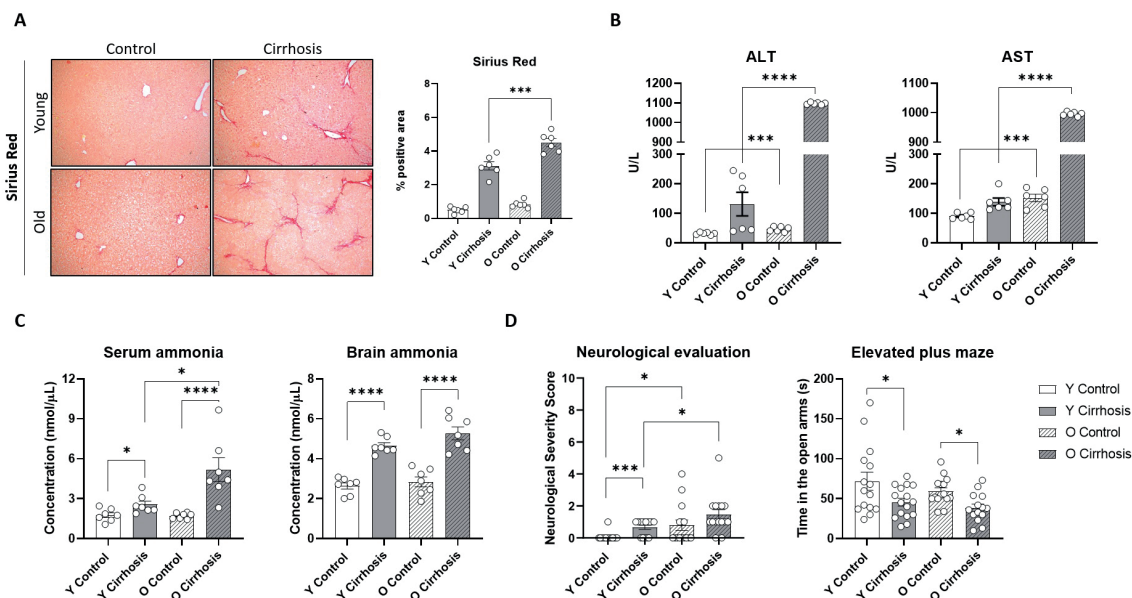 A
Control
Cirrhosis
Sirius Red
Young
Old
Sirius Red
% positive area
8
6
4
2
0
***
Y Control
Y Cirrhosis
O Control
O Cirrhosis
B
ALT
U/L
1200
1100
1000
900
300
200
100
0
****
***
Y Control
Y Cirrhosis
O Control
O Cirrhosis
AST
U/L
1100
1000
900
300
200
100
0
****
***
Y Control
Y Cirrhosis
O Control
O Cirrhosis
C
Serum ammonia
Concentration (nmol/µL)
12
9
6
3
0
*
****
*
Y Control
Y Cirrhosis
O Control
O Cirrhosis
Brain ammonia
Concentration (nmol/µL)
8
6
4
2
0
****
****
Y Control
Y Cirrhosis
O Control
O Cirrhosis
D
Neurological evaluation
Neurological Severity Score
10
8
6
4
2
0
*
*
***
Y Control
Y Cirrhosis
O Control
O Cirrhosis
Elevated plus maze
Time in the open arms (s)
200
150
100
50
0
*
*
Y Control
Y Cirrhosis
O Control
O Cirrhosis
Y Control
Y Cirrhosis
O Control
O Cirrhosis